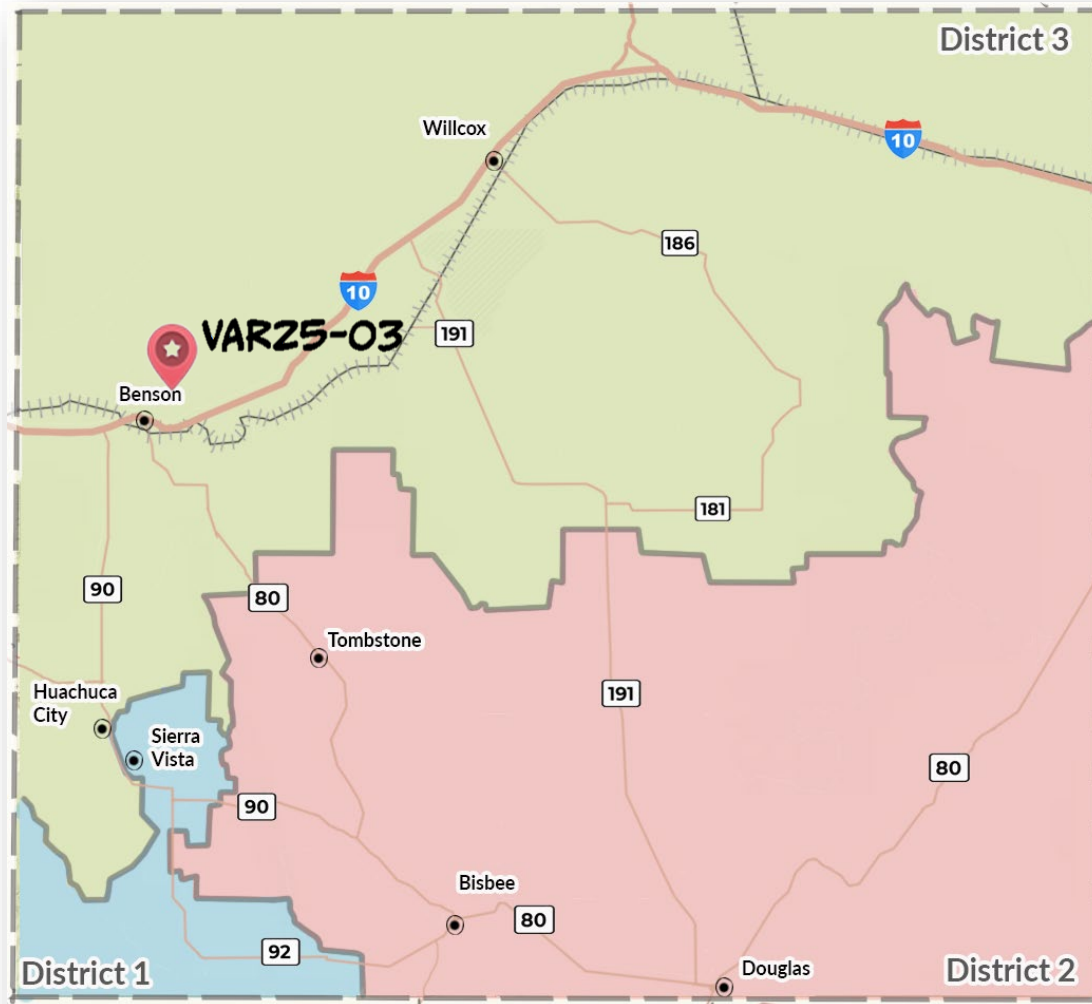 District 3
Willcox
10
186
10
VAR25-03
191
Benson
181
90
80
Tombstone
Huachuca
City
191
Sierra
Vista
80
90
Bisbee
80
92
District 1
Douglas
District 2